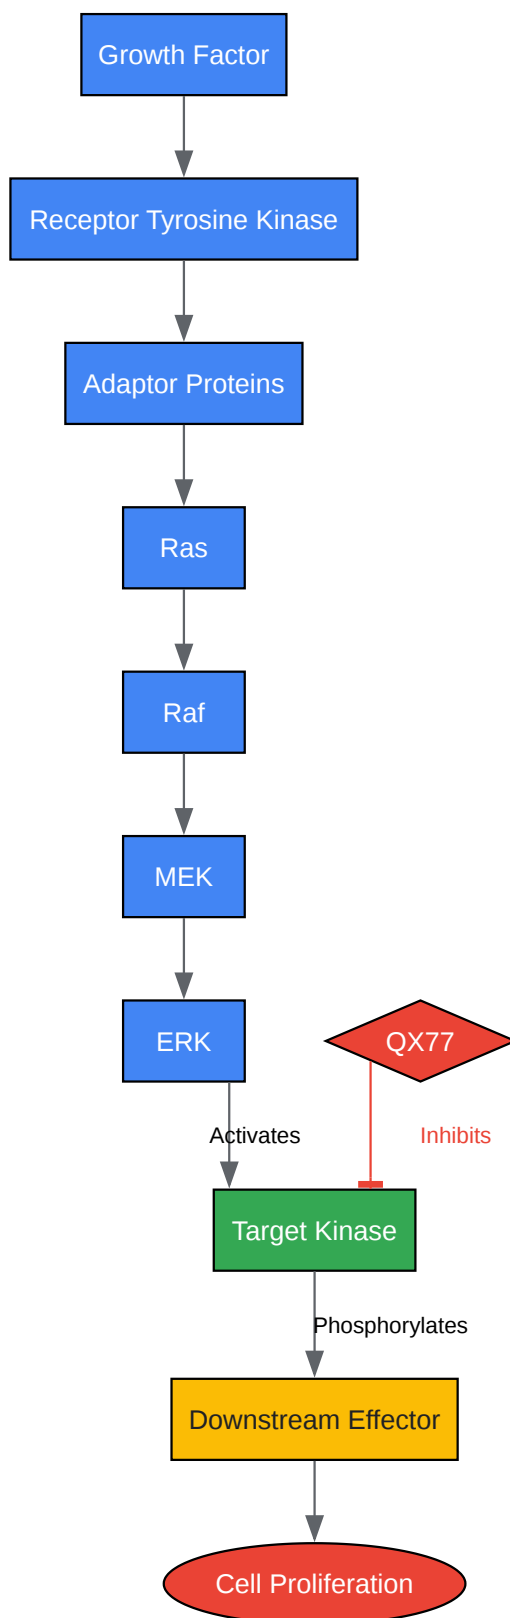 Growth Factor
Receptor Tyrosine Kinase
Adaptor Proteins
Ras
Raf
MEK
ERK
QX77
Activates
Inhibits
Target Kinase
Phosphorylates
Downstream Effector
Cell Proliferation